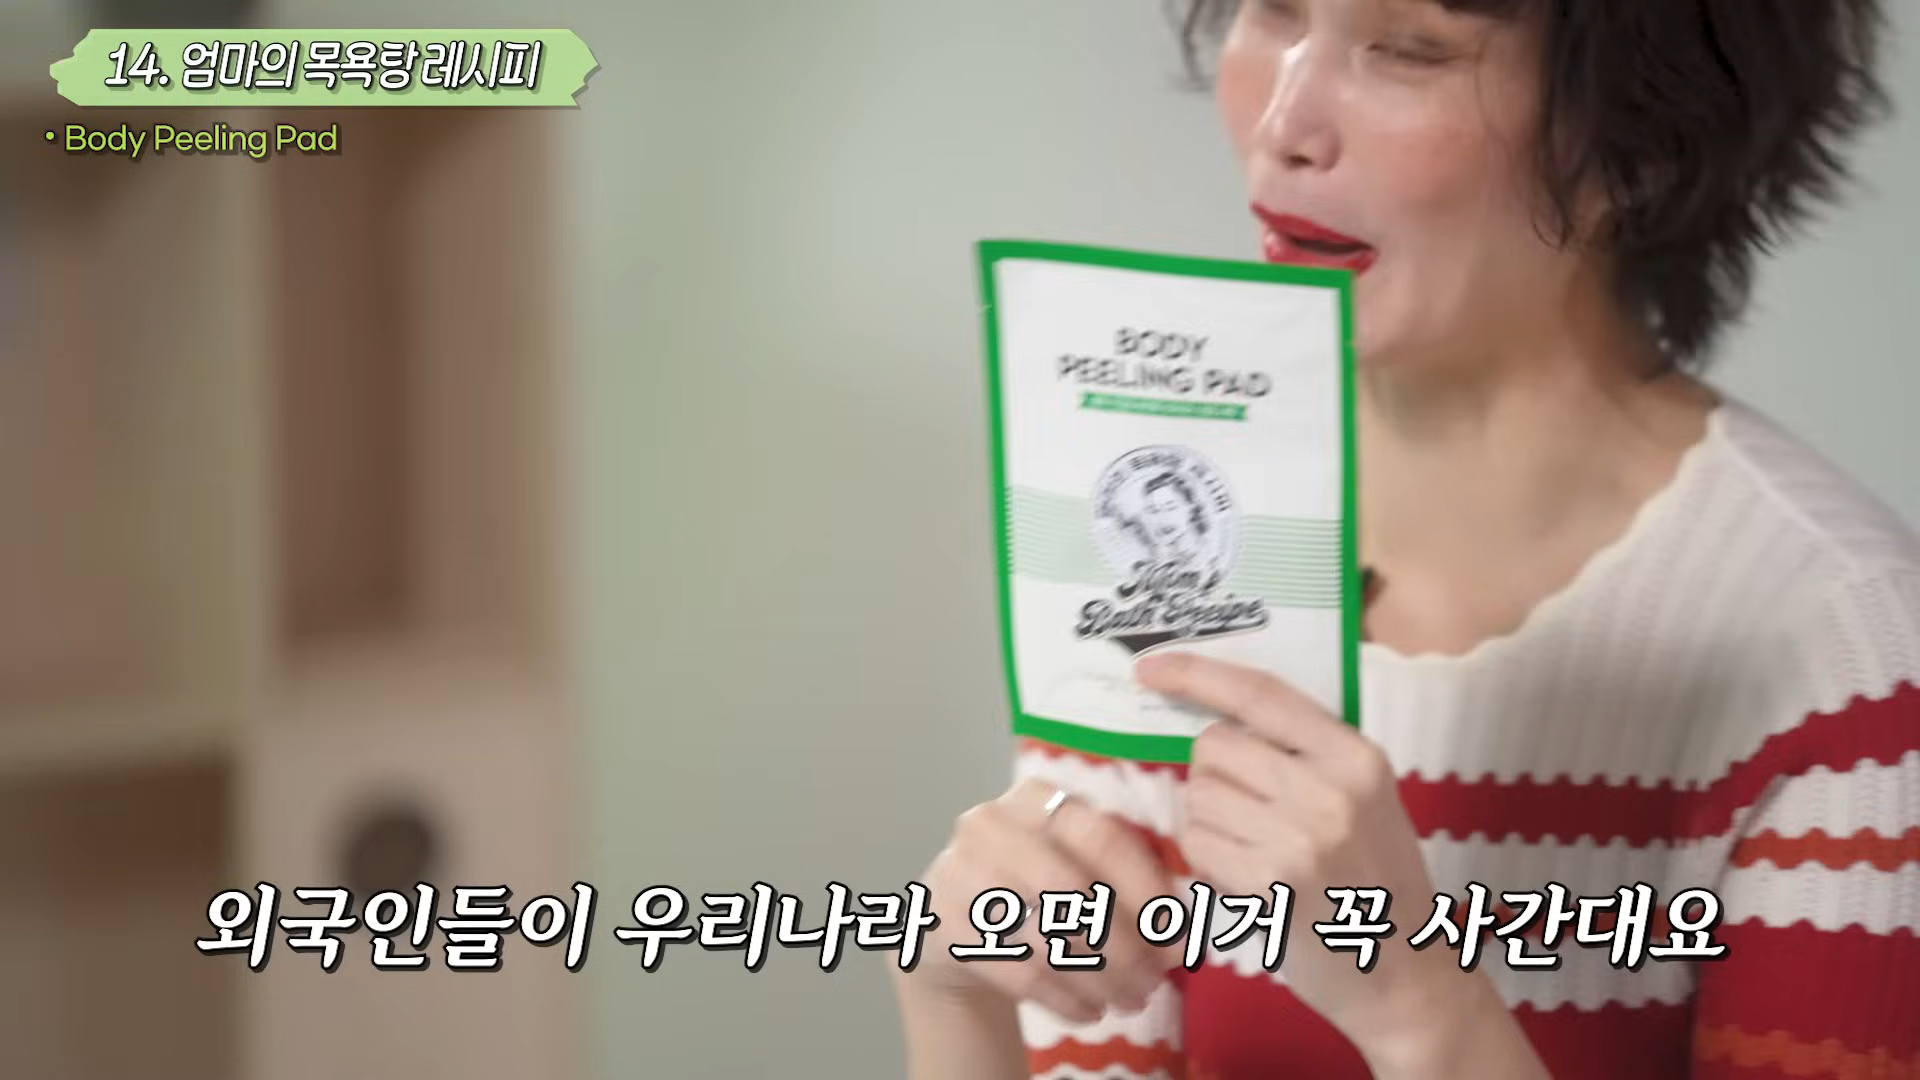 14. 엄마의 목욕탕 레시피
• Body Peeling Pad
BODY
PEELING PAD
Mom's
Bath Recipe
외국인들이 우리나라 오면 이거 꼭 사간대요